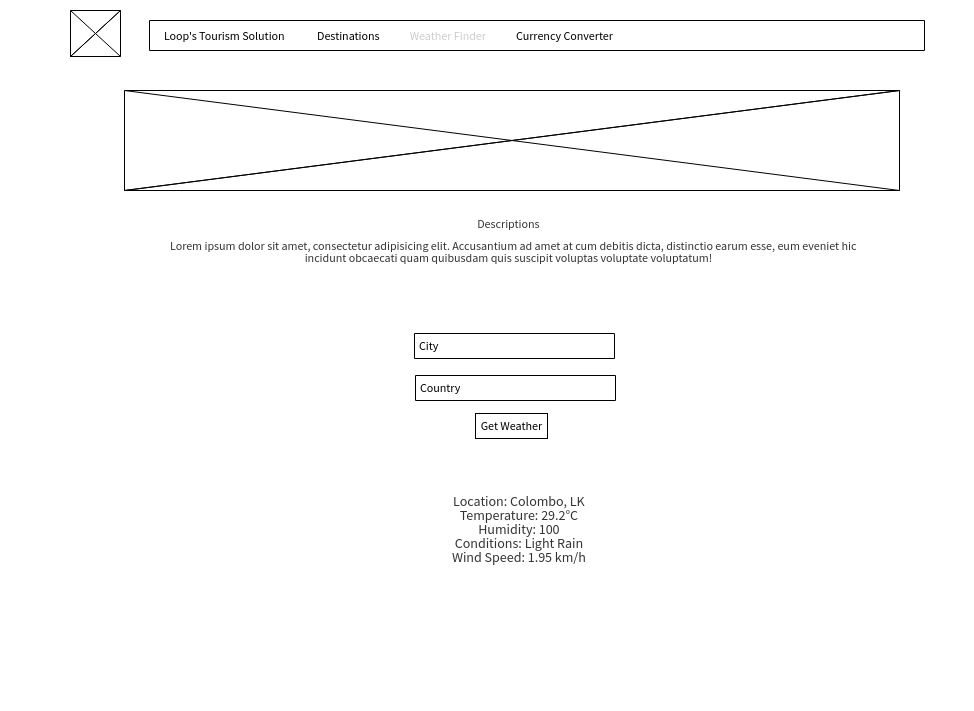 Loop's Tourism Solution Destinations Weather Finder Currency Converter
Descriptions
Lorem ipsum dolor sit amet, consectetur adipisicing elit. Accusantium ad amet at cum debitis dicta, distinctio earum esse, eum eveniet hic
incidunt obcaecati quam quibusdam quis suscipit voluptas voluptate voluptatum!
City
Country
Get Weather
Location: Colombo, LK
Temperature: 29.2°C
Humidity: 100
Conditions: Light Rain
Wind Speed: 1.95 km/h